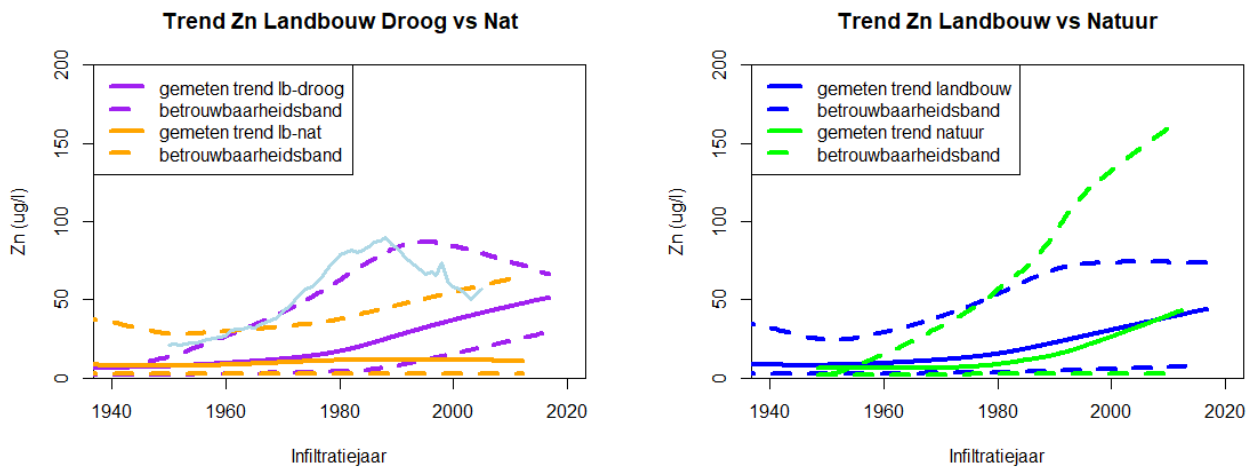 Trend Zn Landbouw Droog vs Nat
200
150
100
50
0
Zn (ug/l)
gemeten trend lb-droog
betrouwbaarheidsband
gemeten trend lb-nat
betrouwbaarheidsband
1940 1960 1980 2000 2020
Infiltratiejaar
Trend Zn Landbouw vs Natuur
200
150
100
50
0
Zn (ug/l)
gemeten trend landbouw
betrouwbaarheidsband
gemeten trend natuur
betrouwbaarheidsband
1940 1960 1980 2000 2020
Infiltratiejaar